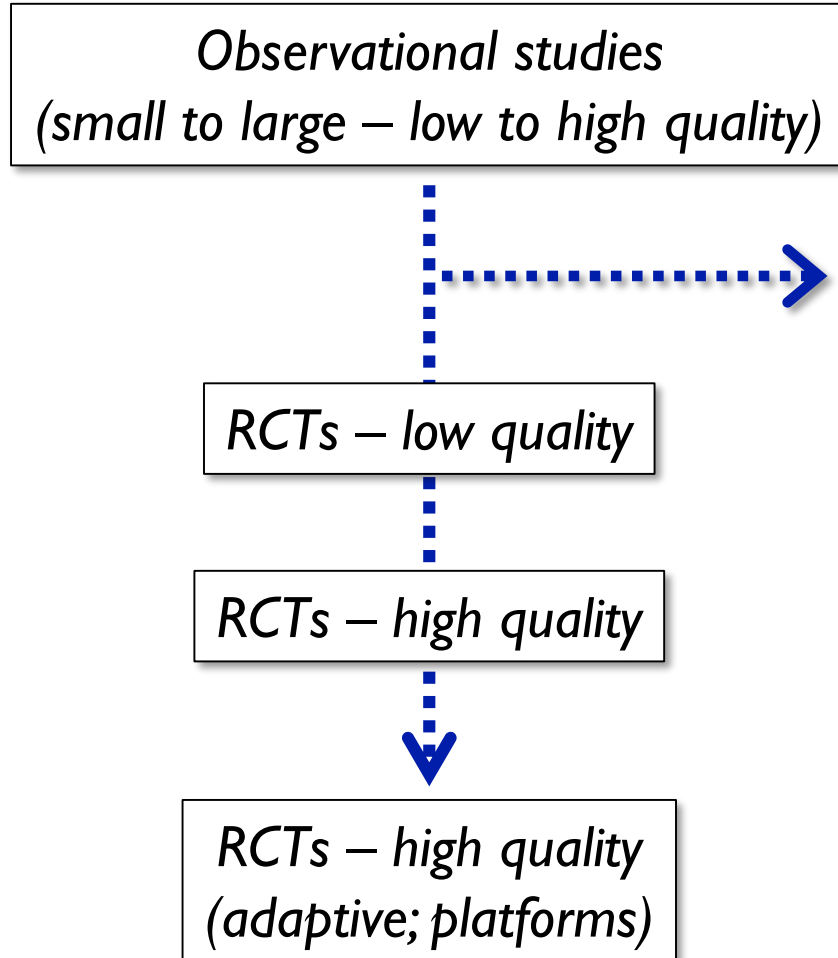 Observational studies
(small to large – low to high quality)
RCTs – low quality
RCTs – high quality
RCTs – high quality
(adaptive; platforms)